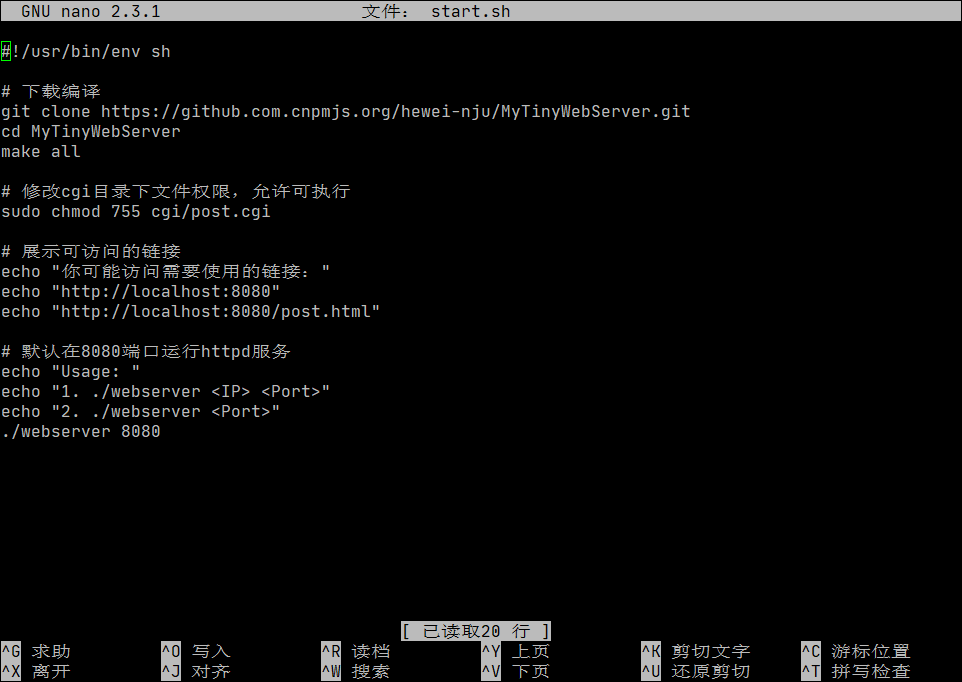 GNU nano 2.3.1 文件： start.sh
#!/usr/bin/env sh
# 下载编译
git clone https://github.com.cnpmjs.org/hewei-nju/MyTinyWebServer.git
cd MyTinyWebServer
make all
# 修改cgi目录下文件权限，允许可执行
sudo chmod 755 cgi/post.cgi
# 展示可访问的链接
echo "你可能访问需要使用的链接："
echo "http://localhost:8080"
echo "http://localhost:8080/post.html"
# 默认在8080端口运行httpd服务
echo "Usage: "
echo "1. ./webserver <IP> <Port>"
echo "2. ./webserver <Port>"
./webserver 8080
[ 已读取20 行 ]
^G 求助 ^O 写入 ^R 读档 ^Y 上页 ^K 剪切文字 ^C 游标位置
^X 离开 ^J 对齐 ^W 搜索 ^V 下页 ^U 还原剪切 ^T 拼写检查